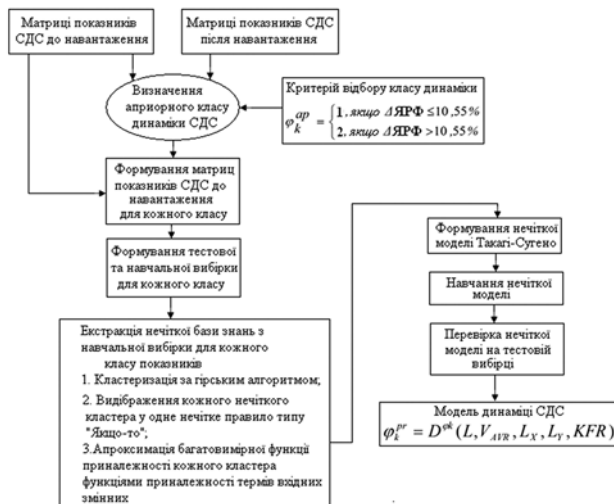 Матриці показників
СДС до навантаження
Матриці показників СДС
після навантаження
Визначення
априорного класу
динаміки СДС
Критерій відбору класу динаміки
φ_k^{ap} = { 1, якщо ΔЯРФ ≤10,55%
2, якщо ΔЯРФ >10,55%
Формування матриц
показників СДС до
навантаження
для кожного класу
Формування тестової
та навчальної вибірки
для кожного класу
Екстракція нечіткої бази знань з
навчальної вибірки для кожного
класу показників
1. Кластеризація за гірським алгоритмом;
2. Видібраження кожного нечіткого
кластера у одне нечітке правило типу
"Якщо-то";
3.Апроксимація багатовимірної функції
приналежності кожного кластера
функціями приналежності термів вхідних
змінних
Формування нечіткої
моделі Такагі-Сугено
Навчання нечіткої
моделі
Перевірка нечіткої
моделі на тестовій
вибірці
Модель динаміці СДС
φ_k^{pr} = D^{φk}(L, V_{AVR}, L_X, L_Y, KFR)